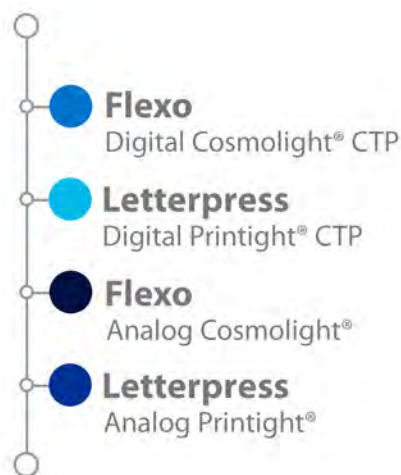 Flexo
Digital Cosmolight® CTP
Letterpress
Digital Printight® CTP
Flexo
Analog Cosmolight®
Letterpress
Analog Printight®